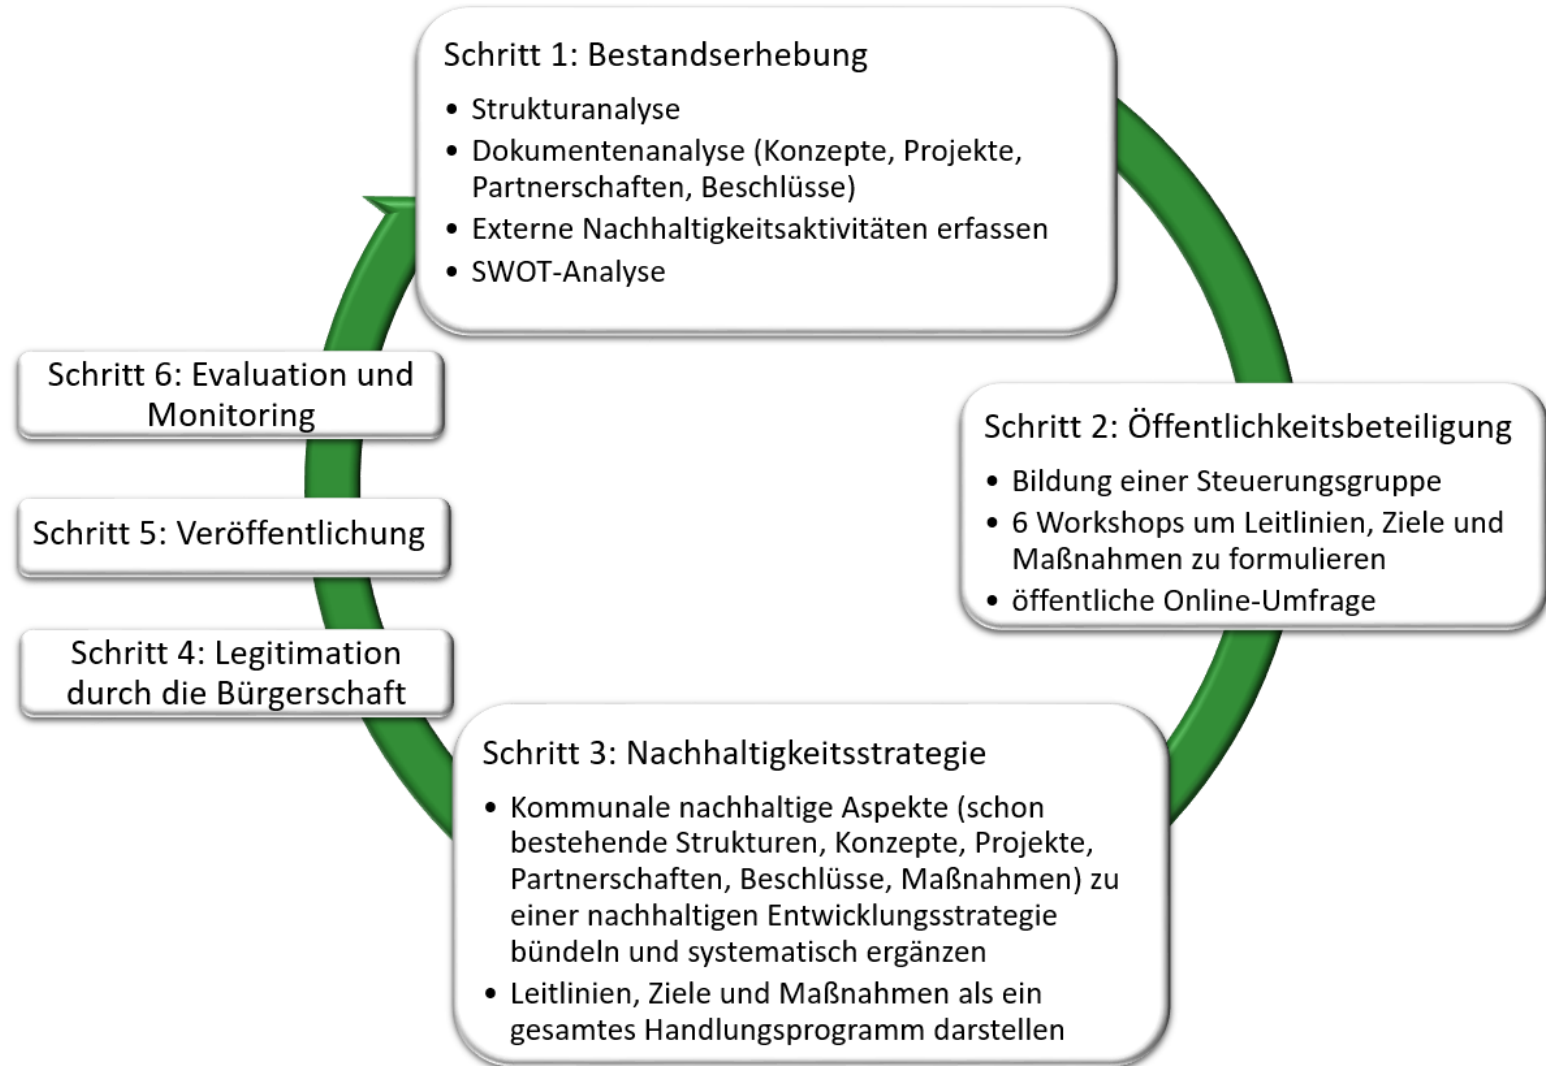 Schritt 1: Bestandserhebung
• Strukturanalyse
• Dokumentenanalyse (Konzepte, Projekte,
Partnerschaften, Beschlüsse)
• Externe Nachhaltigkeitsaktivitäten erfassen
• SWOT-Analyse
Schritt 2: Öffentlichkeitsbeteiligung
• Bildung einer Steuerungsgruppe
• 6 Workshops um Leitlinien, Ziele und
Maßnahmen zu formulieren
• öffentliche Online-Umfrage
Schritt 3: Nachhaltigkeitsstrategie
• Kommunale nachhaltige Aspekte (schon
bestehende Strukturen, Konzepte, Projekte,
Partnerschaften, Beschlüsse, Maßnahmen) zu
einer nachhaltigen Entwicklungsstrategie
bündeln und systematisch ergänzen
• Leitlinien, Ziele und Maßnahmen als ein
gesamtes Handlungsprogramm darstellen
Schritt 4: Legitimation
durch die Bürgerschaft
Schritt 5: Veröffentlichung
Schritt 6: Evaluation und
Monitoring